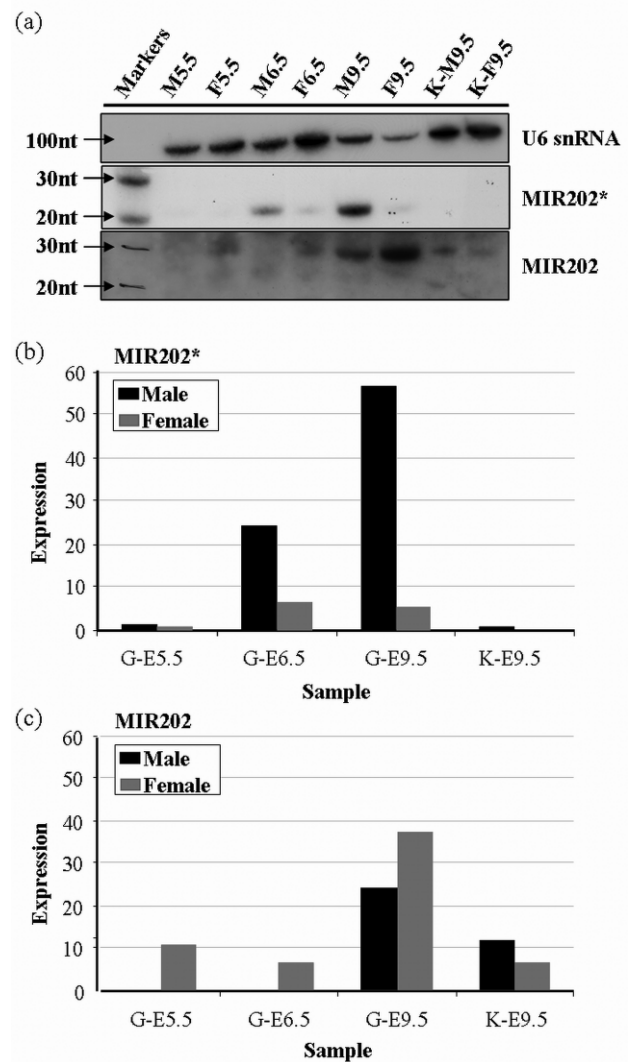 (a)
Markers M5.5 F5.5 M6.5 F6.5 M9.5 F9.5 K-M9.5 K-F9.5
100nt U6 snRNA
30nt
20nt MIR202*
30nt
20nt MIR202
(b) MIR202*
60
50
40
30
20
10
0
Expression
Male
Female
G-E5.5 G-E6.5 G-E9.5 K-E9.5
Sample
(c) MIR202
60
50
40
30
20
10
0
Expression
Male
Female
G-E5.5 G-E6.5 G-E9.5 K-E9.5
Sample